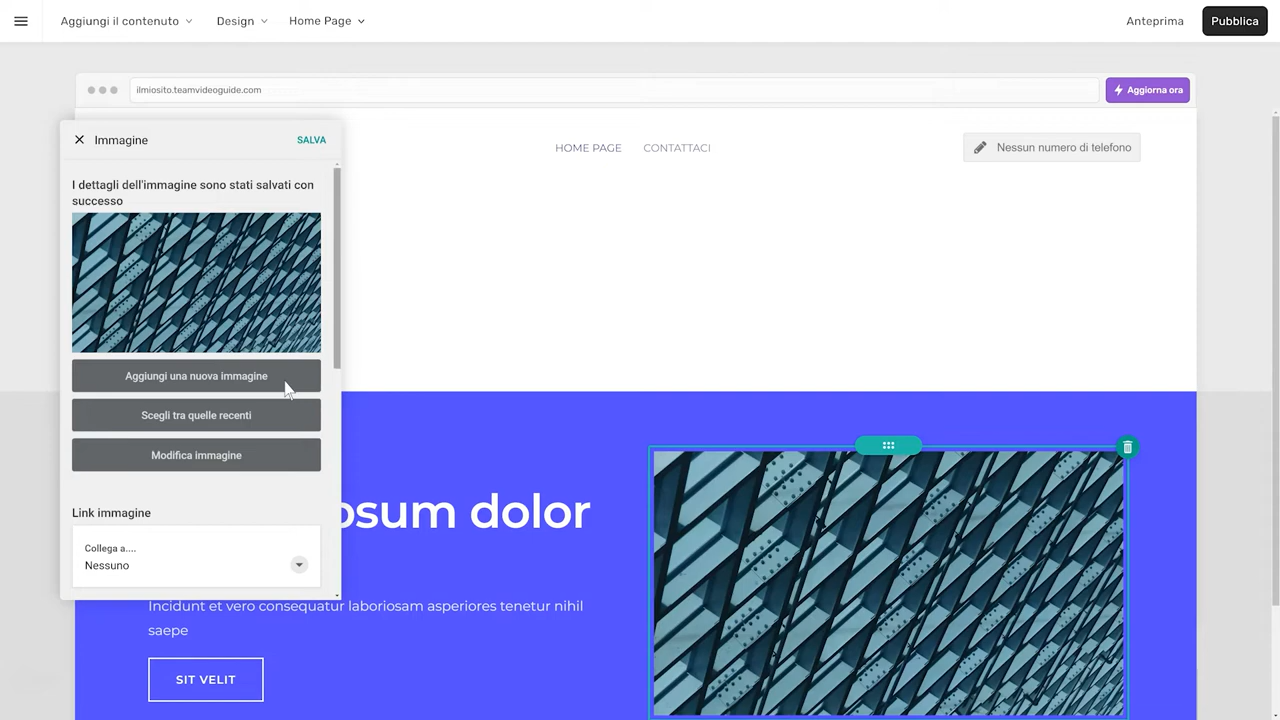 Aggiungi il contenuto
Design
Home Page
Anteprima
Pubblica
ilmiosito.teamvideoguide.com
Aggiorna ora
Immagine
SALVA
HOME PAGE
CONTATTACI
Nessun numero di telefono
I dettagli dell'immagine sono stati salvati con
successo
Aggiungi una nuova immagine
Scegli tra quelle recenti
Modifica immagine
Link immagine
Collega a....
Nessuno
osum dolor
Incidunt et vero consequatur laboriosam asperiores tenetur nihil
saepe
SIT VELIT